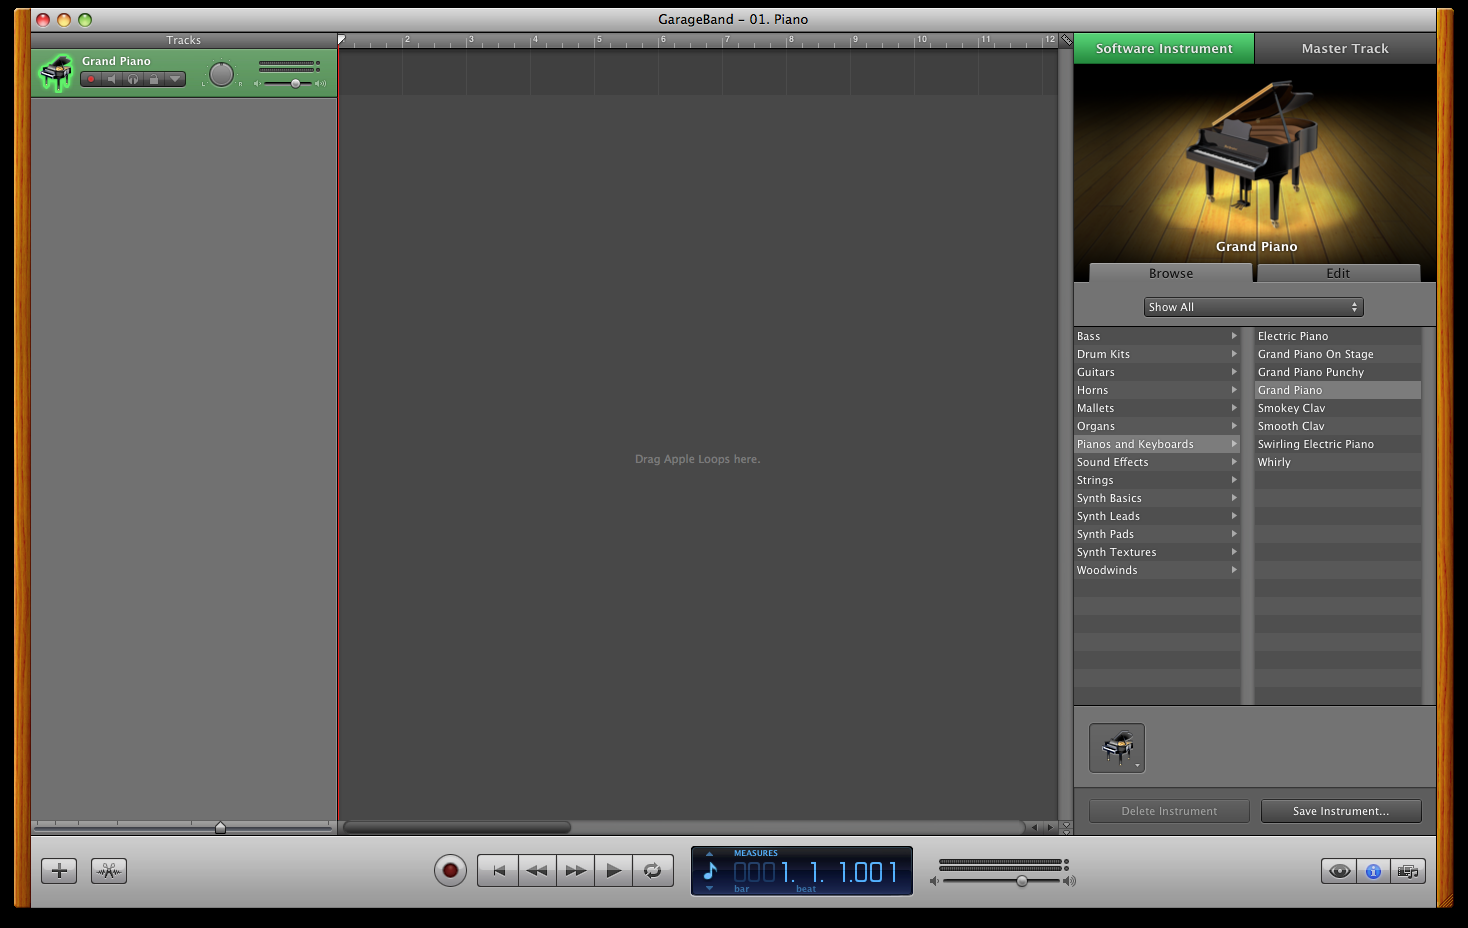 GarageBand – 01. Piano
Tracks
2 3 4 5 6 7 8 9 10 11 12
Software Instrument
Master Track
Grand Piano
L R
Grand Piano
Browse
Edit
Show All
Bass
Drum Kits
Guitars
Horns
Mallets
Organs
Pianos and Keyboards
Sound Effects
Strings
Synth Basics
Synth Leads
Synth Pads
Synth Textures
Woodwinds
Electric Piano
Grand Piano On Stage
Grand Piano Punchy
Grand Piano
Smokey Clav
Smooth Clav
Swirling Electric Piano
Whirly
Drag Apple Loops here.
Delete Instrument
Save Instrument...
MEASURES
0001. 1. 1.001
bar beat